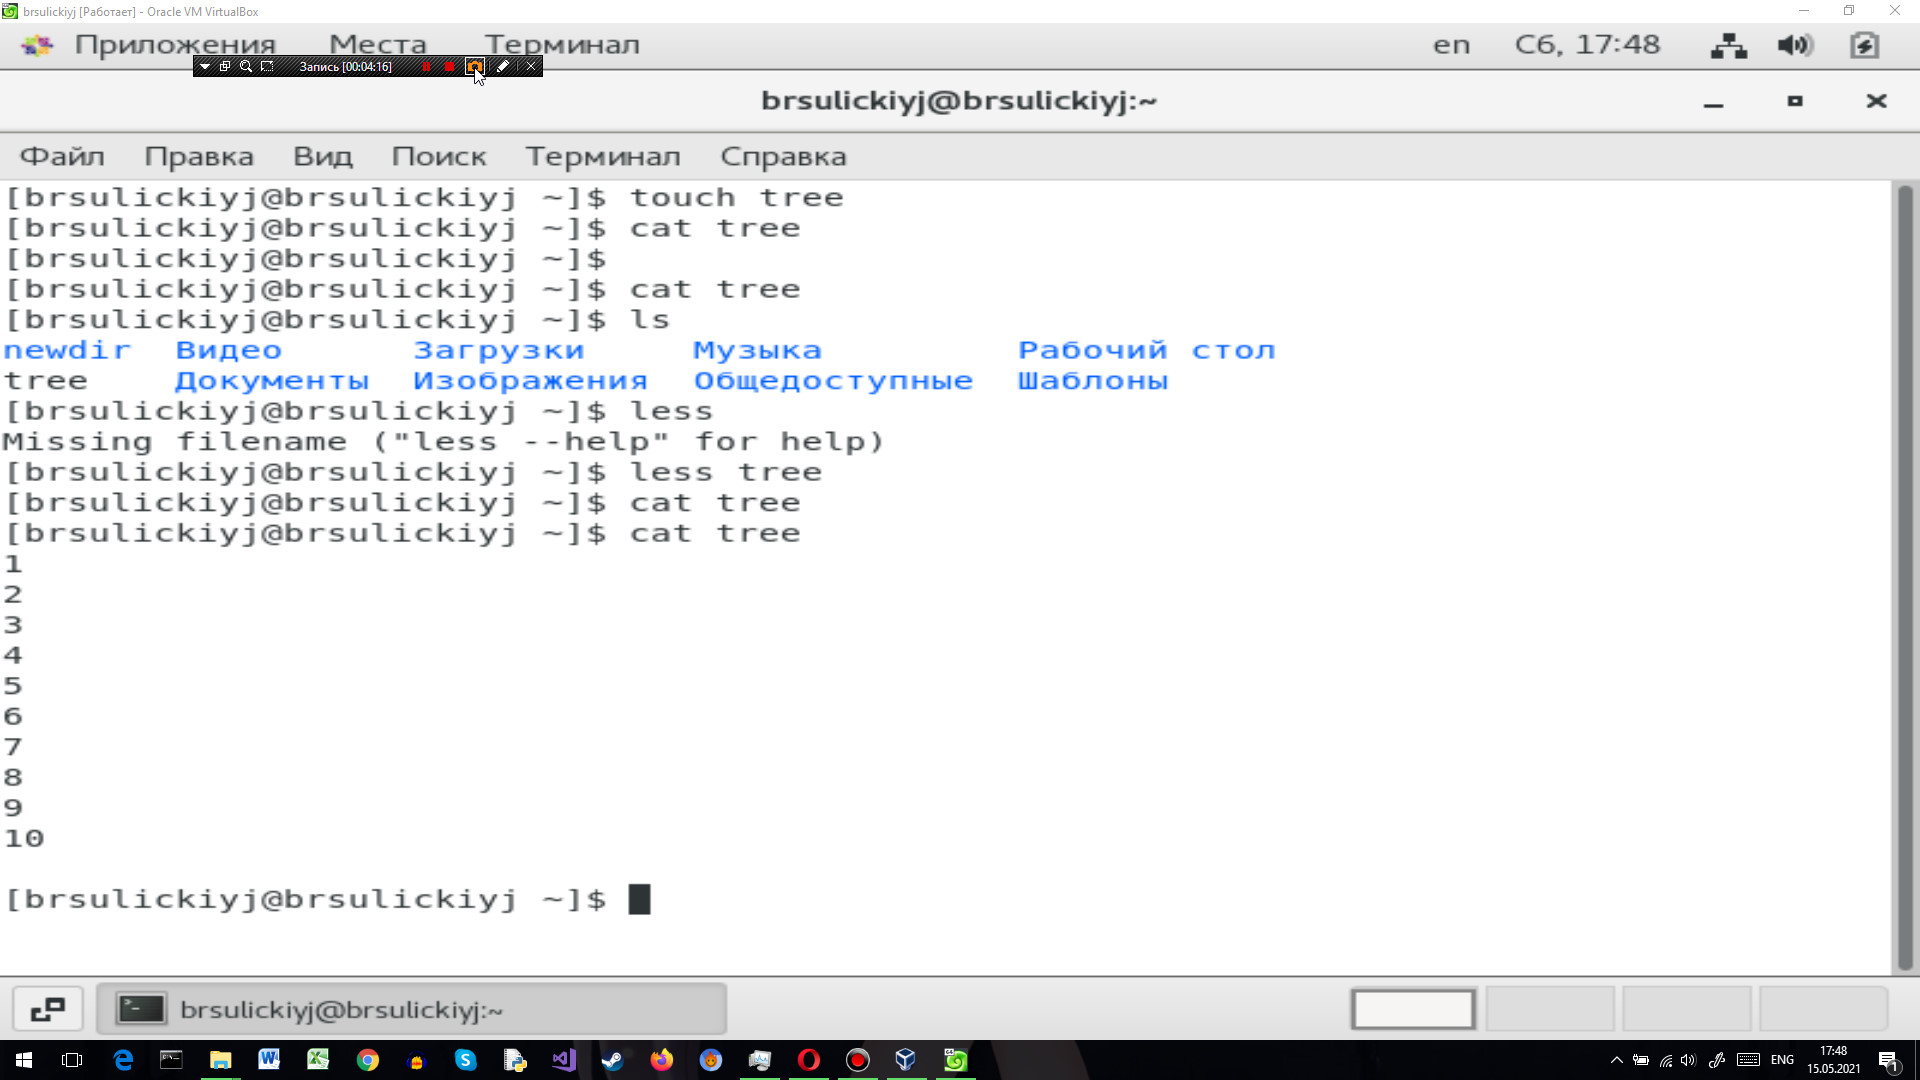 brsulickiyj [Работает] - Oracle VM VirtualBox
Приложения Места Терминал en Сб, 17:48
Запись [00:04:16]
brsulickiyj@brsulickiyj:~
Файл Правка Вид Поиск Терминал Справка
[brsulickiyj@brsulickiyj ~]$ touch tree
[brsulickiyj@brsulickiyj ~]$ cat tree
[brsulickiyj@brsulickiyj ~]$
[brsulickiyj@brsulickiyj ~]$ cat tree
[brsulickiyj@brsulickiyj ~]$ ls
newdir Видео Загрузки Музыка Рабочий стол
tree Документы Изображения Общедоступные Шаблоны
[brsulickiyj@brsulickiyj ~]$ less
Missing filename ("less --help" for help)
[brsulickiyj@brsulickiyj ~]$ less tree
[brsulickiyj@brsulickiyj ~]$ cat tree
[brsulickiyj@brsulickiyj ~]$ cat tree
1
2
3
4
5
6
7
8
9
10
[brsulickiyj@brsulickiyj ~]$
brsulickiyj@brsulickiyj:~
ENG 17:48
15.05.2021 1